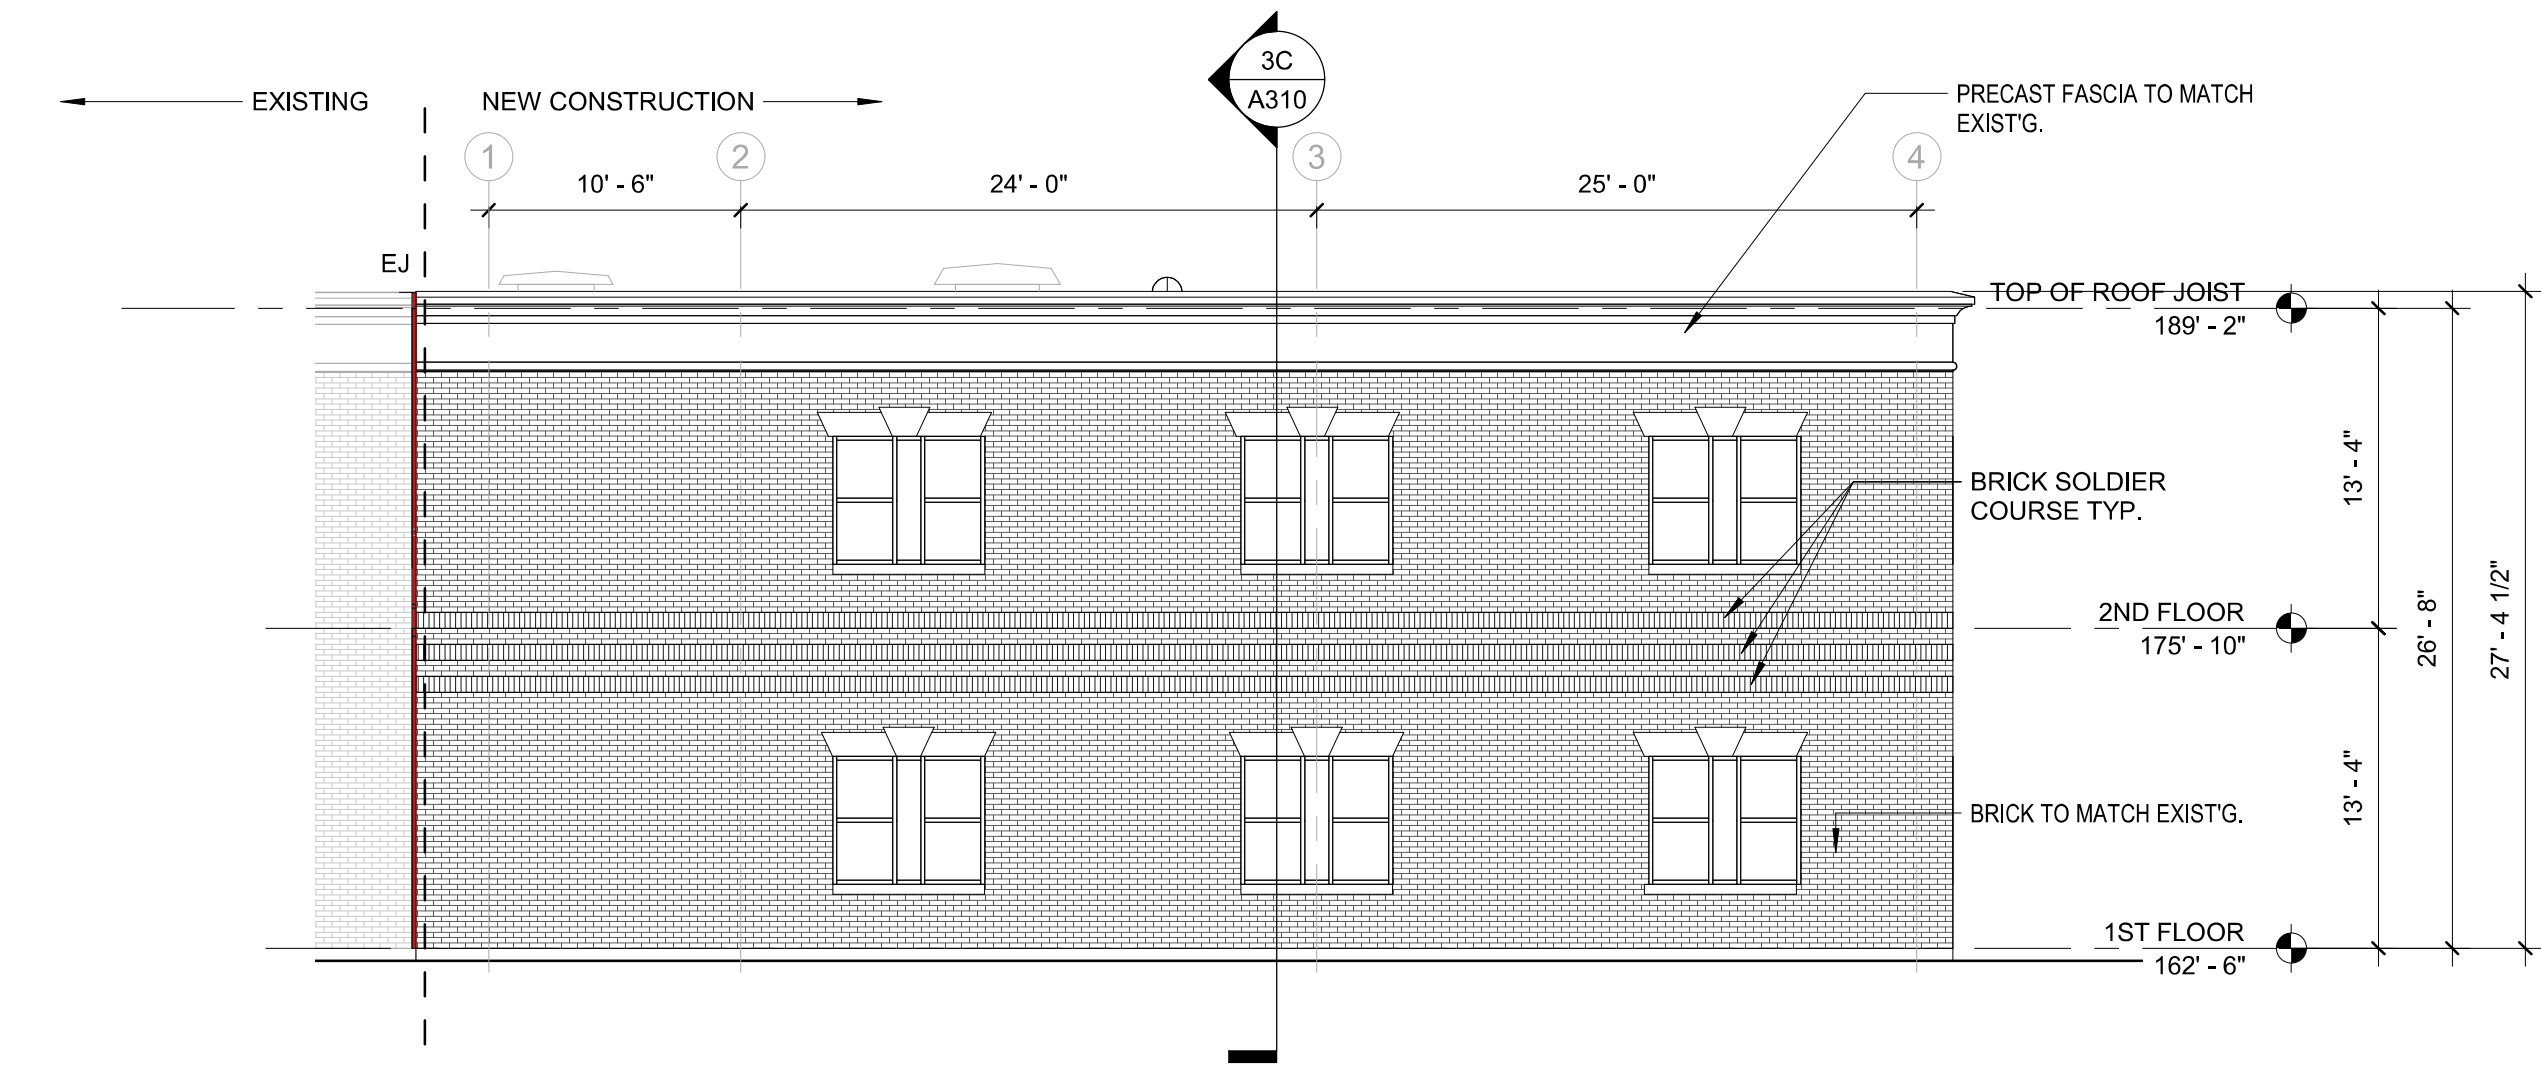 3C
A310
EXISTING
NEW CONSTRUCTION
PRECAST FASCIA TO MATCH
EXIST'G.
1
2
3
4
10' - 6"
24' - 0"
25' - 0"
EJ
TOP OF ROOF JOIST
189' - 2"
13' - 4"
BRICK SOLDIER
COURSE TYP.
2ND FLOOR
175' - 10"
26' - 8"
27' - 4 1/2"
13' - 4"
BRICK TO MATCH EXIST'G.
1ST FLOOR
162' - 6"